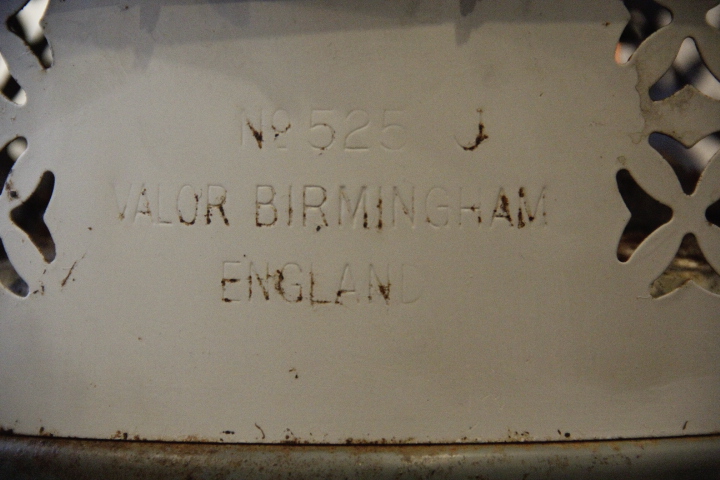 Nº 525 J
VALOR BIRMINGHAM
ENGLAND